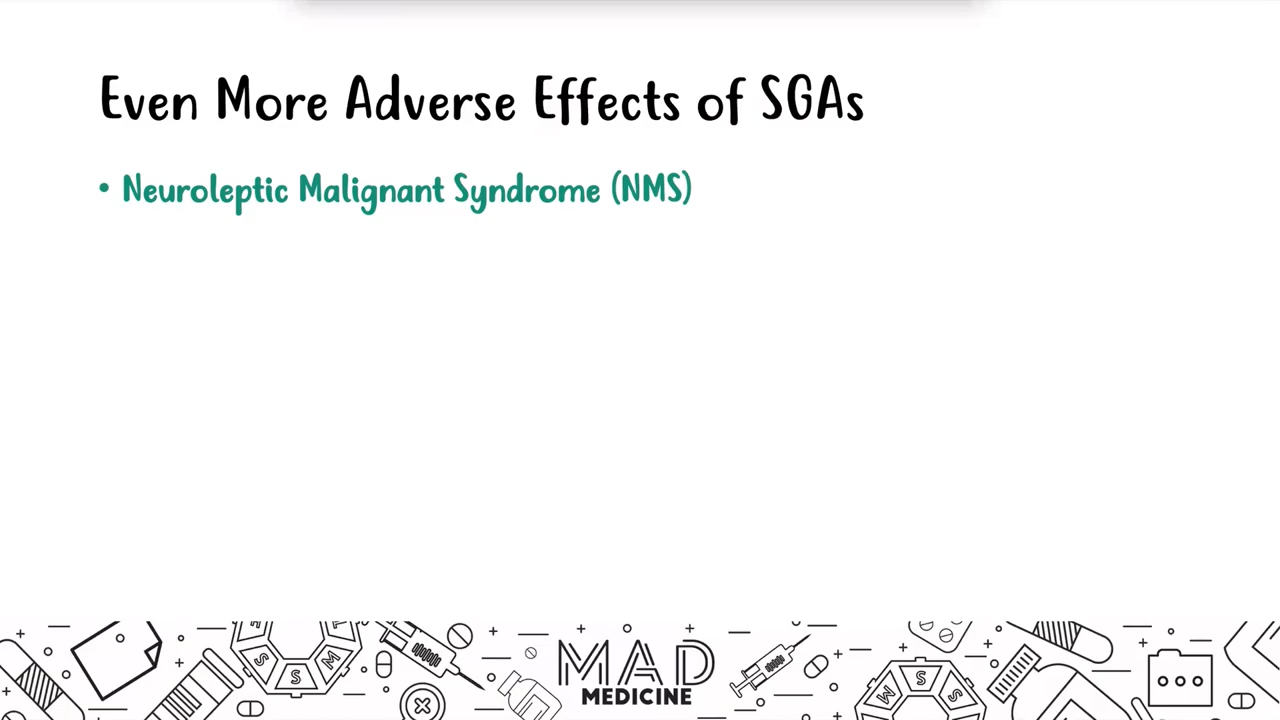 Even More Adverse Effects of SGAs
• Neuroleptic Malignant Syndrome (NMS)
S
S
M
MAD
MEDICINE
M
S
S